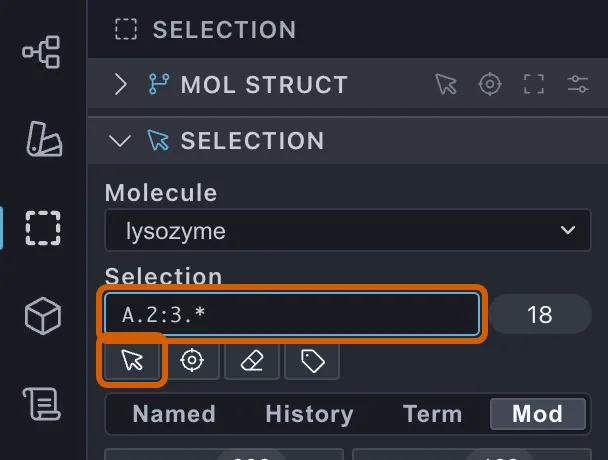 SELECTION
MOL STRUCT
SELECTION
Molecule
lysozyme
Selection
A.2:3.* 18
Named History Term Mod